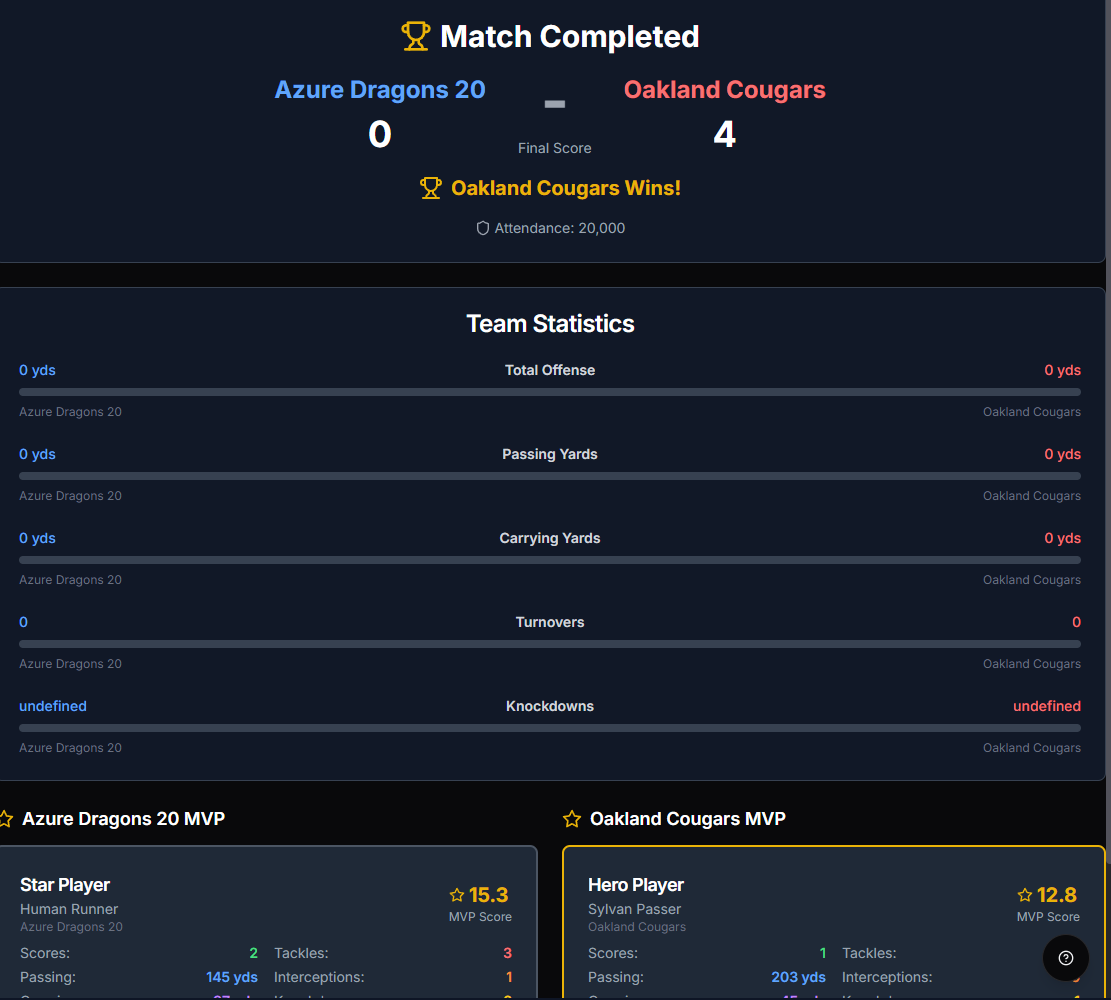 Match Completed
Azure Dragons 20
0
-
Final Score
Oakland Cougars
4
Oakland Cougars Wins!
Attendance: 20,000
Team Statistics
0 yds Total Offense 0 yds
Azure Dragons 20 Oakland Cougars
0 yds Passing Yards 0 yds
Azure Dragons 20 Oakland Cougars
0 yds Carrying Yards 0 yds
Azure Dragons 20 Oakland Cougars
0 Turnovers 0
Azure Dragons 20 Oakland Cougars
undefined Knockdowns undefined
Azure Dragons 20 Oakland Cougars
Azure Dragons 20 MVP
Star Player
Human Runner
Azure Dragons 20
15.3
MVP Score
Scores: 2 Tackles: 3
Passing: 145 yds Interceptions: 1
Oakland Cougars MVP
Hero Player
Sylvan Passer
Oakland Cougars
12.8
MVP Score
Scores: 1 Tackles:
Passing: 203 yds Interceptions: